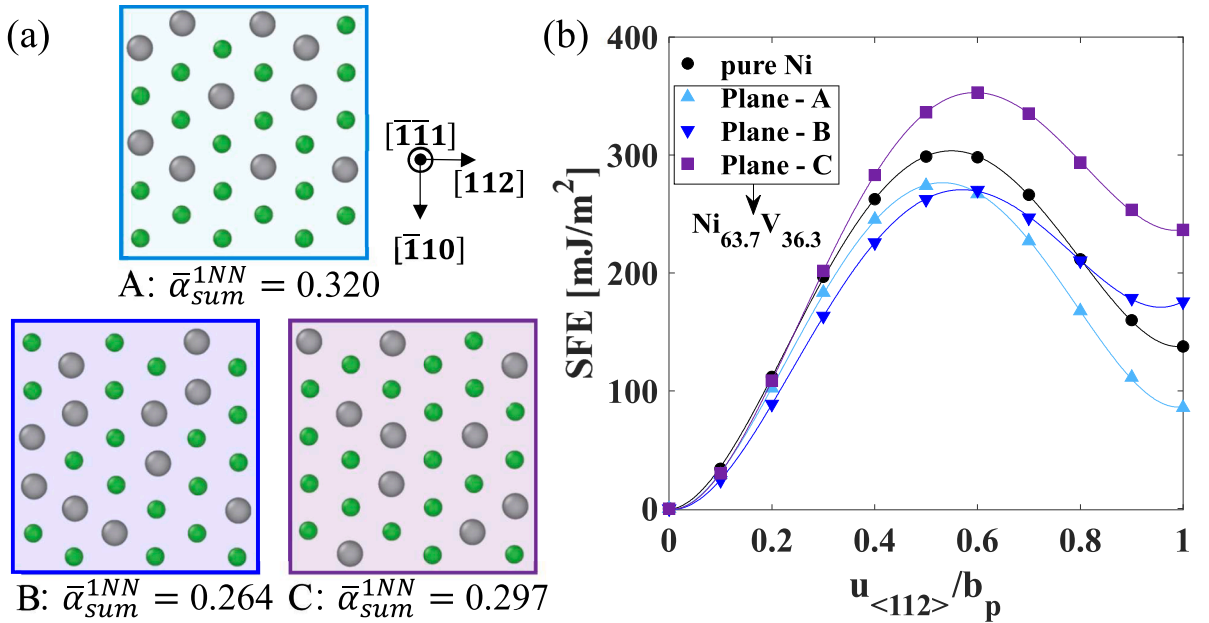 (a)
[1̅1̅1]
[112]
[1̅10]
A: ᾱ_sum^1NN = 0.320
B: ᾱ_sum^1NN = 0.264
C: ᾱ_sum^1NN = 0.297
(b)
400
300
200
100
0
SFE [mJ/m²]
pure Ni
Plane - A
Plane - B
Plane - C
Ni₆₃.₇V₃₆.₃
0
0.2
0.4
0.6
0.8
1
u_<112>/b_p